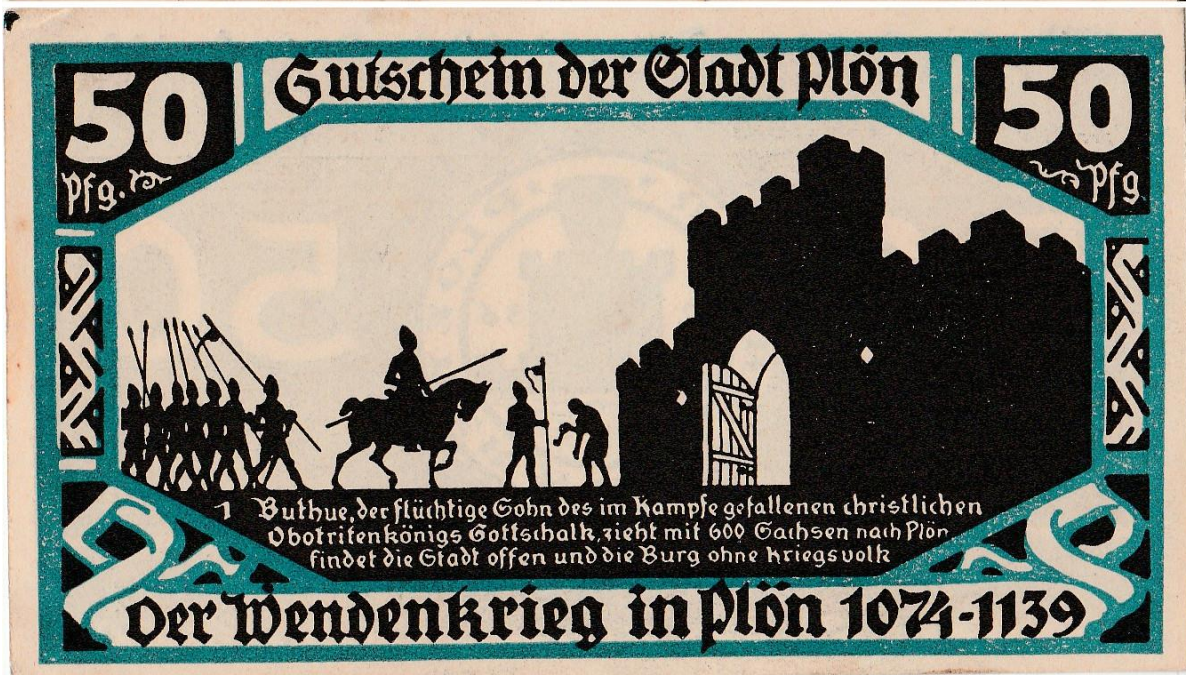 Gutschein der Stadt Plön
50
Pfg.
50
Pfg
1 Buthue, der flüchtige Sohn des im Kampfe gefallenen christlichen
Obotritenkönigs Gottschalk, zieht mit 600 Sachsen nach Plön,
findet die Stadt offen und die Burg ohne Kriegsvolk
Der Wendenkrieg in Plön 1074-1139